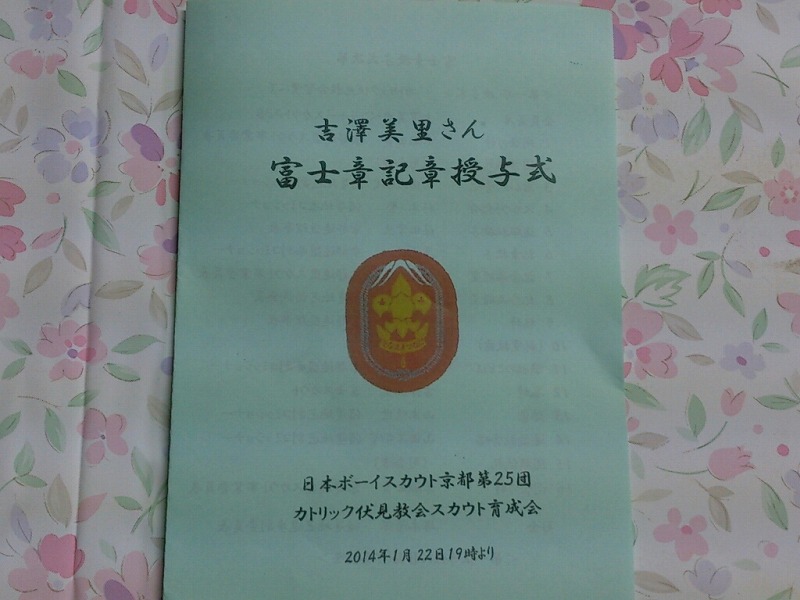 吉澤美里さん
富士章記章授与式
日本ボーイスカウト京都第25団
カトリック伏見教会スカウト育成会
2014年1月22日19時より